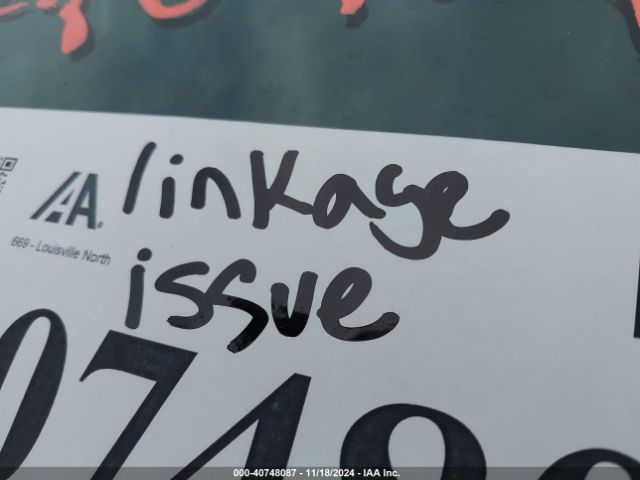 IAA
669 - Louisville North
linkage
issue
0748
000-40748087 - 11/18/2024 - IAA Inc.